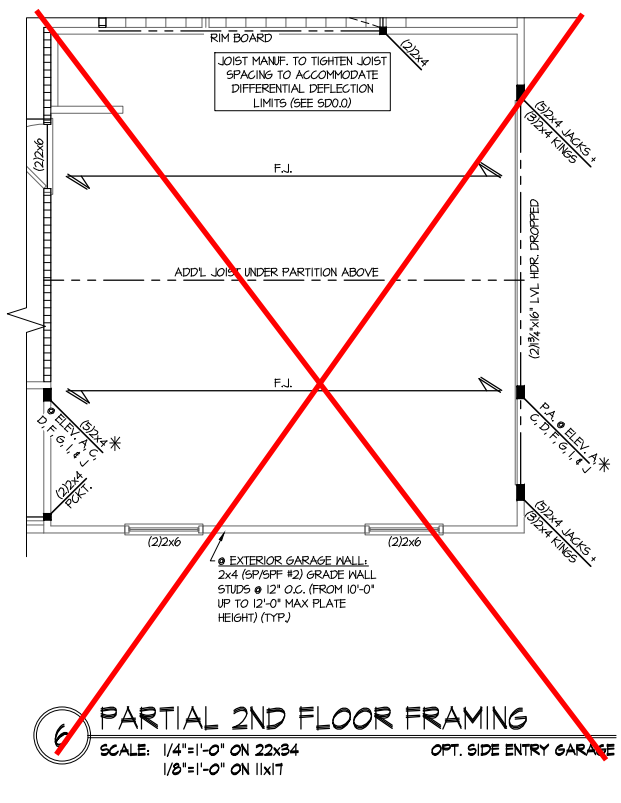 RIM BOARD
(2)2x4
JOIST MANUF. TO TIGHTEN JOIST
SPACING TO ACCOMMODATE
DIFFERENTIAL DEFLECTION
LIMITS (SEE SD0.0)
(5)2x4 JACKS +
(3)2x4 KINGS
(2)2x6
F.J.
(2)1¾"x16" LVL HDR. DROPPED
ADD'L JOIST UNDER PARTITION ABOVE
F.J.
(5)2x4 *
@ ELEV. A, C,
D, F, G, I, & J
P.A. @ ELEV. A *
C, D, F, G, I, & J
(2)2x4
PCKT.
(5)2x4 JACKS +
(3)2x4 KINGS
(2)2x6
(2)2x6
@ EXTERIOR GARAGE WALL:
2x4 (SP/SPF #2) GRADE WALL
STUDS @ 12" O.C. (FROM 10'-0"
UP TO 12'-0" MAX PLATE
HEIGHT) (TYP.)
6
PARTIAL 2ND FLOOR FRAMING
SCALE: 1/4"=1'-0" ON 22x34
1/8"=1'-0" ON 11x17
OPT. SIDE ENTRY GARAGE